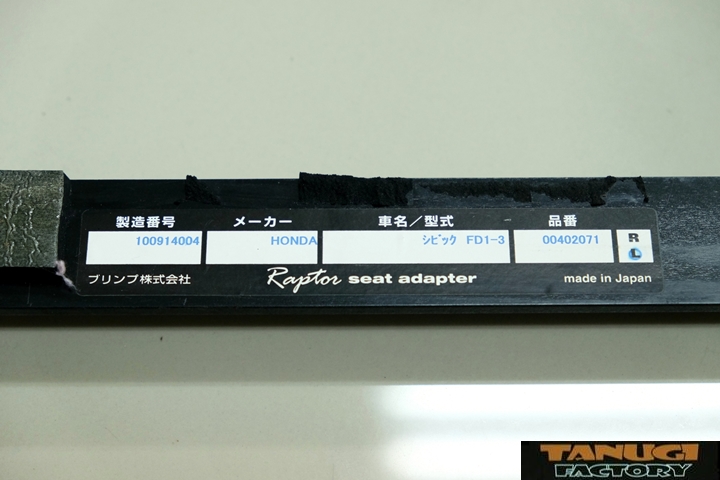 製造番号 メーカー 車名／型式 品番
100914004 HONDA ｼﾋﾞｯｸ FD1-3 00402071 R
L
ブリンプ株式会社 Raptor seat adapter made in Japan
TANUGI
FACTORY